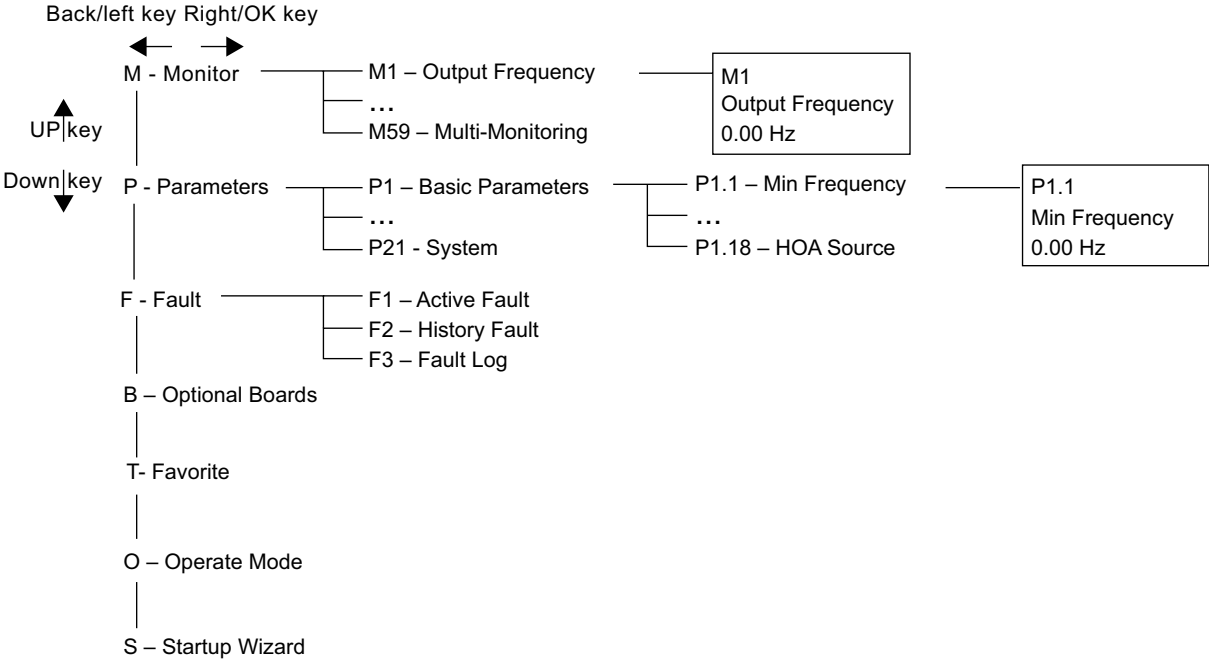 Back/left key Right/OK key
M - Monitor
M1 – Output Frequency
...
M59 – Multi-Monitoring
M1
Output Frequency
0.00 Hz
UP key
Down key
P - Parameters
P1 – Basic Parameters
...
P21 - System
P1.1 – Min Frequency
...
P1.18 – HOA Source
P1.1
Min Frequency
0.00 Hz
F - Fault
F1 – Active Fault
F2 – History Fault
F3 – Fault Log
B – Optional Boards
T- Favorite
O – Operate Mode
S – Startup Wizard